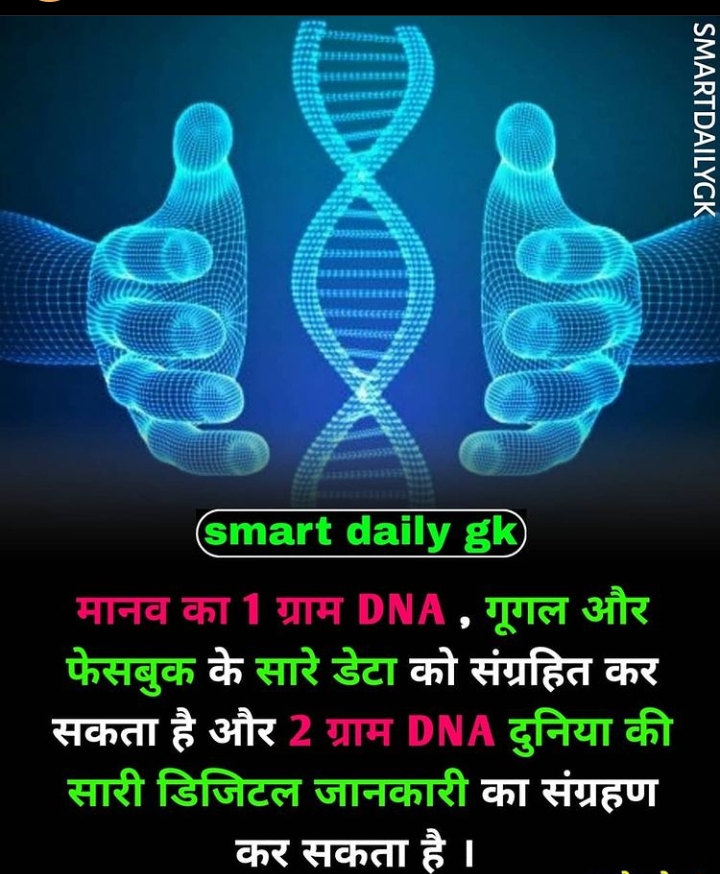 SMARTDAILYGK
smart daily gk
मानव का 1 ग्राम DNA , गूगल और
फेसबुक के सारे डेटा को संग्रहित कर
सकता है और 2 ग्राम DNA दुनिया की
सारी डिजिटल जानकारी का संग्रहण
कर सकता है ।